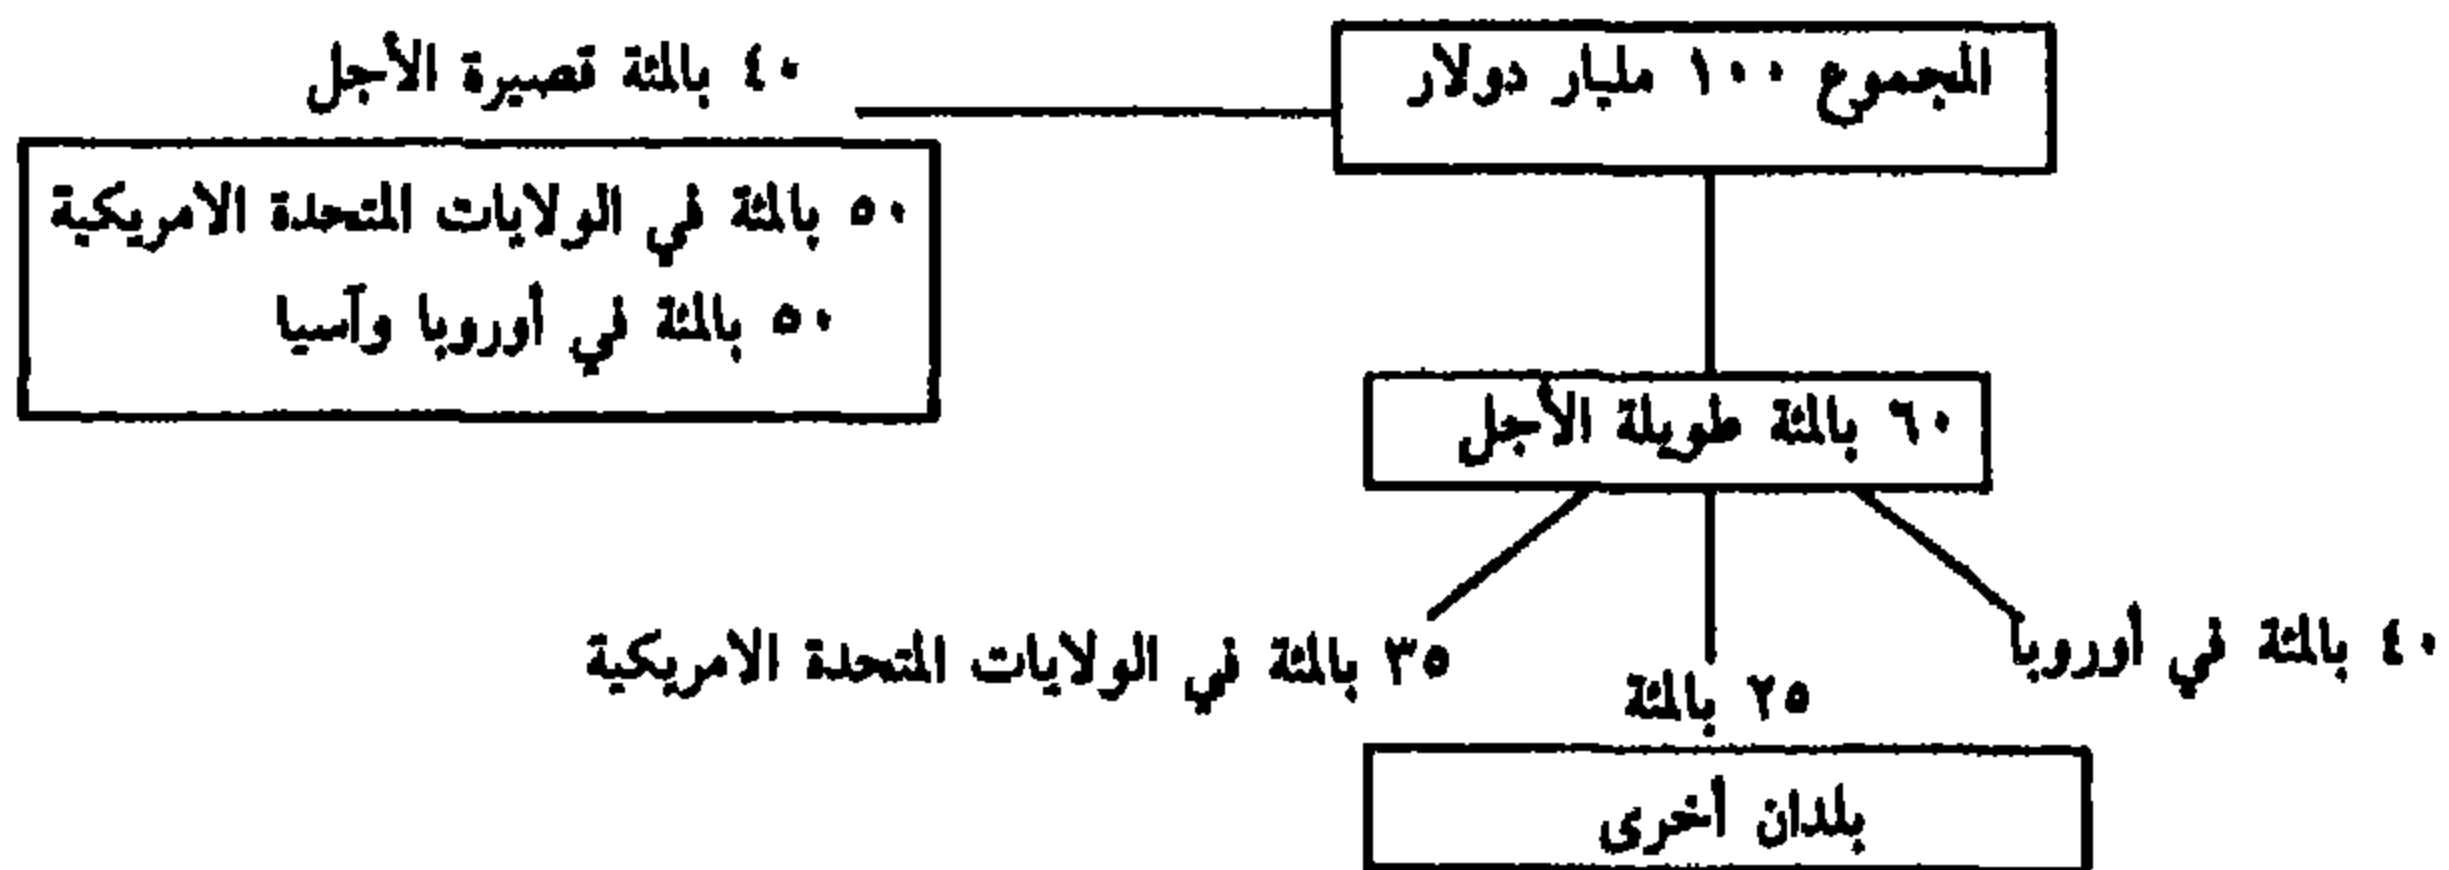 المجموع ١٠٠ مليار دولار
٤٠ بالمئة قصيرة الأجل
٥٠ بالمئة في الولايات المتحدة الامريكية
٥٠ بالمئة في أوروبا وآسيا
٦٠ بالمئة طويلة الأجل
٤٠ بالمئة في أوروبا
٢٥ بالمئة
٣٥ بالمئة في الولايات المتحدة الامريكية
بلدان أخرى